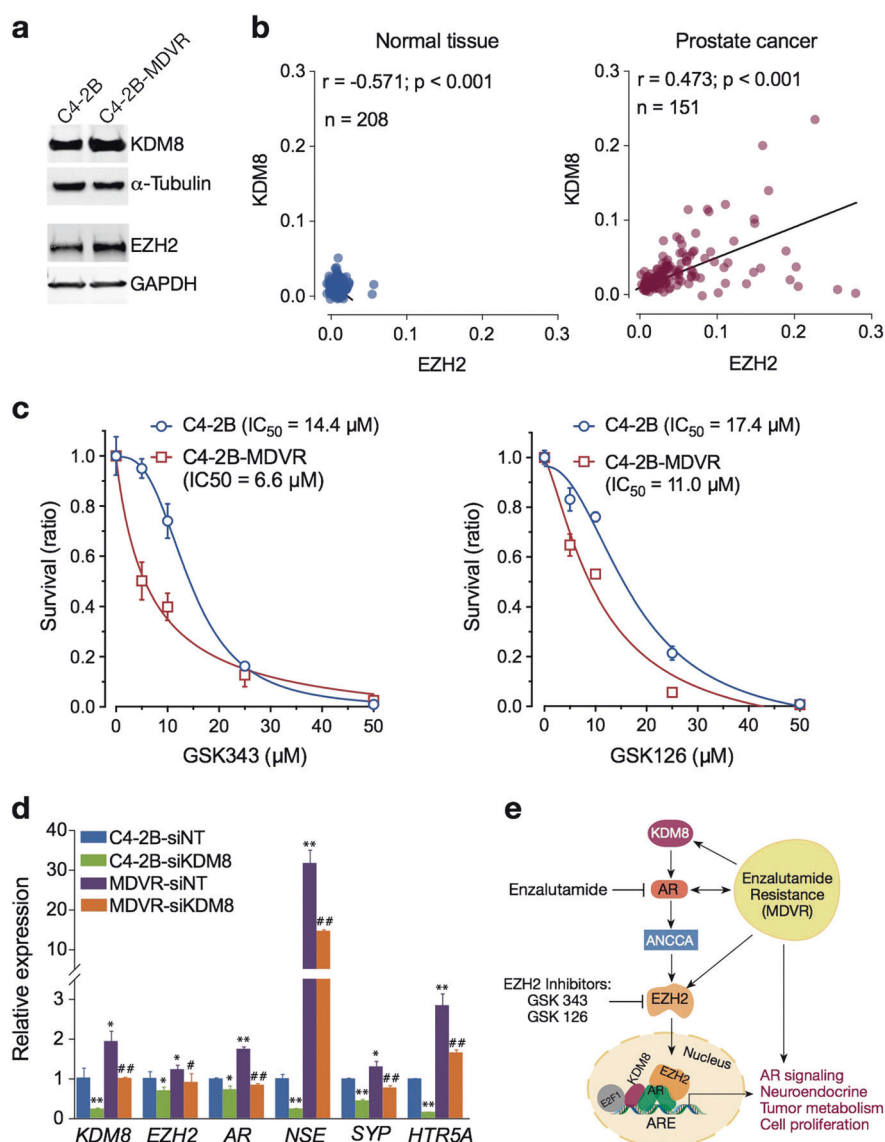 a
C4-2B
C4-2B-MDVR
KDM8
α-Tubulin
EZH2
GAPDH
b
Normal tissue
r = -0.571; p < 0.001
n = 208
0.3
0.2
0.1
0.0
KDM8
0.0 0.1 0.2 0.3
EZH2
Prostate cancer
r = 0.473; p < 0.001
n = 151
0.3
0.2
0.1
0.0
KDM8
0.0 0.1 0.2 0.3
EZH2
c
C4-2B (IC50 = 14.4 µM)
C4-2B-MDVR
(IC50 = 6.6 µM)
1.0
0.8
0.6
0.4
0.2
0.0
Survival (ratio)
0 10 20 30 40 50
GSK343 (µM)
C4-2B (IC50 = 17.4 µM)
C4-2B-MDVR
(IC50 = 11.0 µM)
1.0
0.8
0.6
0.4
0.2
0.0
Survival (ratio)
0 10 20 30 40 50
GSK126 (µM)
d
C4-2B-siNT
C4-2B-siKDM8
MDVR-siNT
MDVR-siKDM8
40
30
20
10
3
2
1
0
Relative expression
** * ## * * # * ** ## ** ** ## ** * ## ** ** ##
KDM8 EZH2 AR NSE SYP HTR5A
e
KDM8
Enzalutamide
AR
Enzalutamide
Resistance
(MDVR)
ANCCA
EZH2 Inhibitors:
GSK 343
GSK 126
EZH2
Nucleus
E2F1
KDM8
AR
EZH2
ARE
AR signaling
Neuroendocrine
Tumor metabolism
Cell proliferation